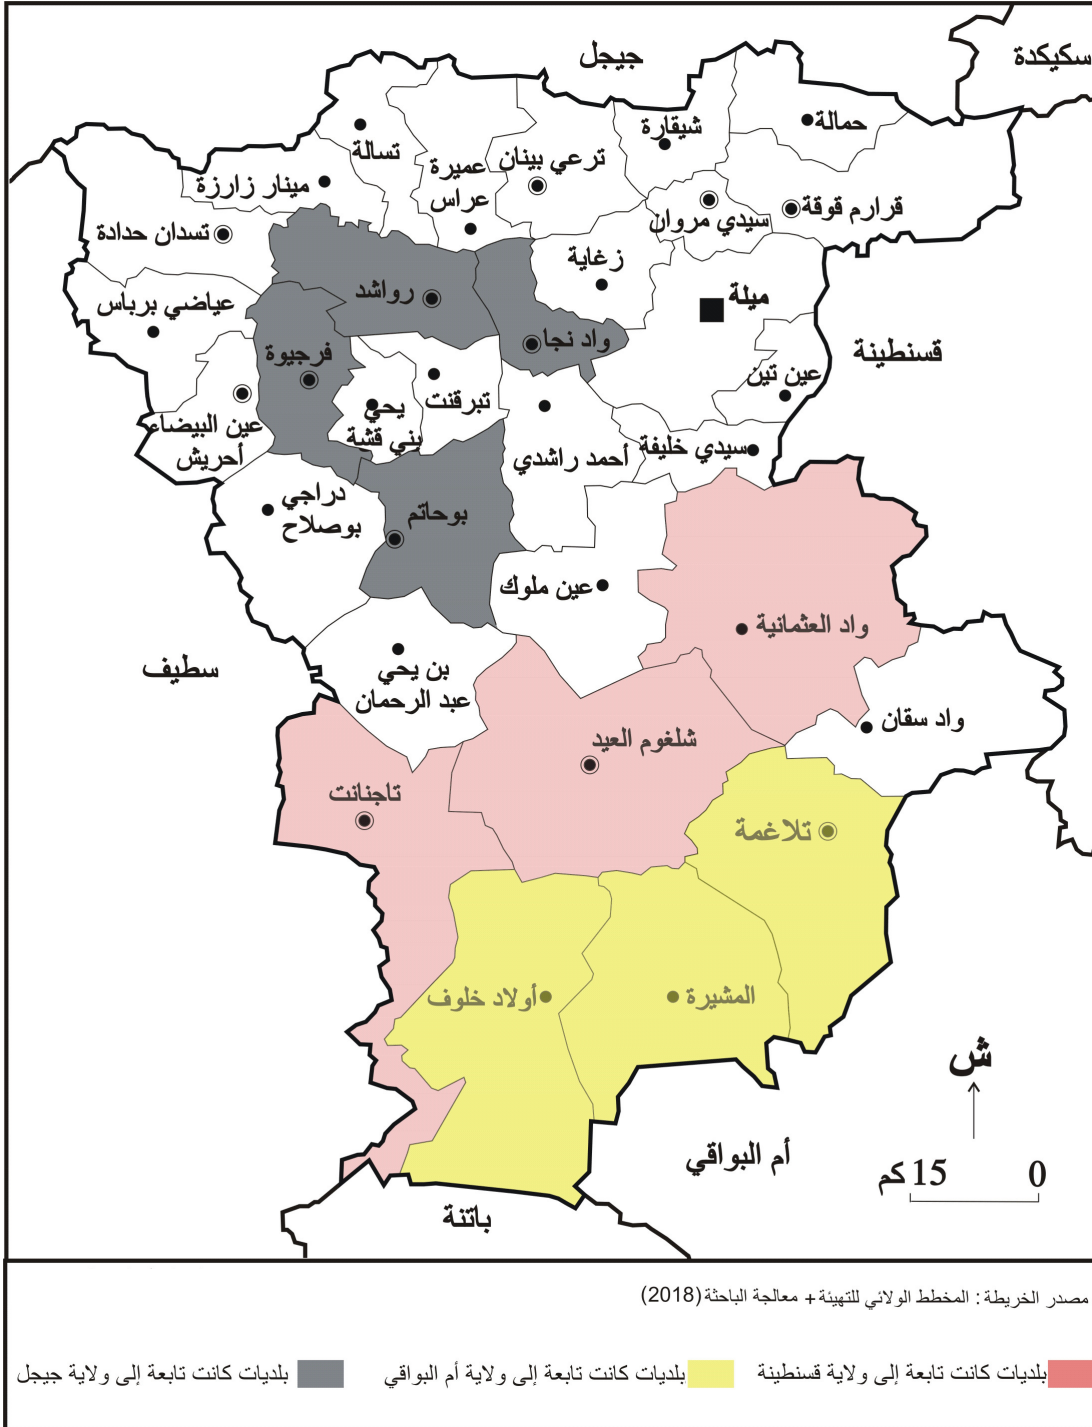 سكيكدة
جيجل
حمالة
شيقارة
تسالة
ترعي بينان
عميرة
عراس
مينار زارزة
قرارم قوقة
سيدي مروان
تسدان حدادة
زغاية
رواشد
ميلة
عياضي برباس
واد نجا
قسنطينة
فرجيوة
عين تين
تبرقنت
يحي
بني قشة
عين البيضاء
أحريش
أحمد راشدي
سيدي خليفة
دراجي
بوصلاح
بوحاتم
عين ملوك
واد العثمانية
سطيف
بن يحي
عبد الرحمان
واد سقان
شلغوم العيد
تاجنانت
تلاغمة
أولاد خلوف
المشيرة
ش
أم البواقي
0
15 كم
باتنة
مصدر الخريطة : المخطط الولائي للتهيئة + معالجة الباحثة (2018)
بلديات كانت تابعة إلى ولاية قسنطينة
بلديات كانت تابعة إلى ولاية أم البواقي
بلديات كانت تابعة إلى ولاية جيجل